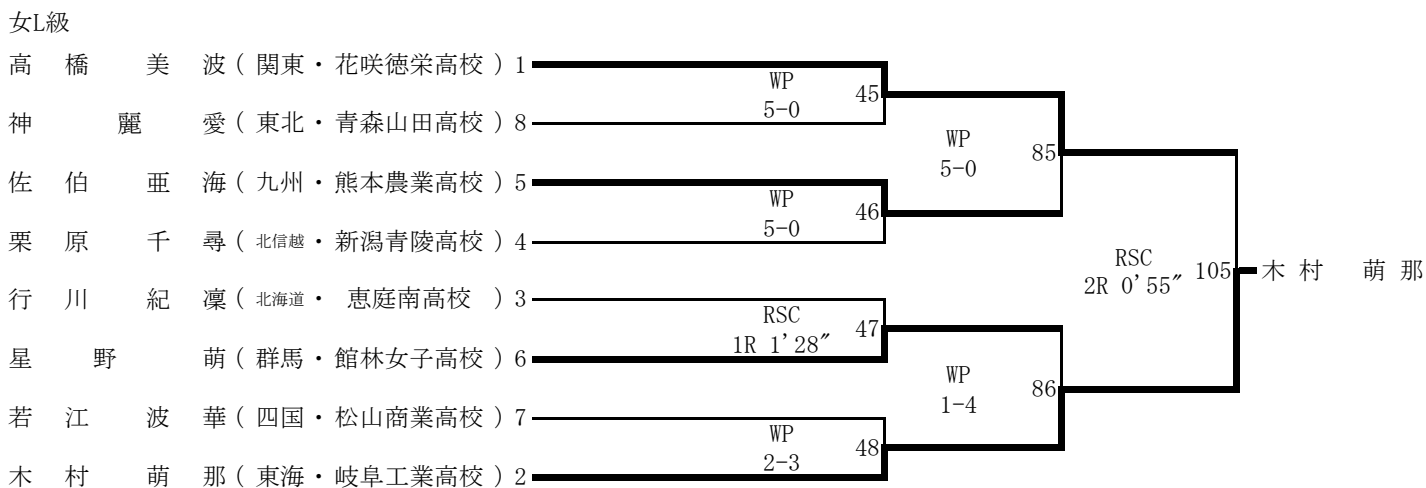 女L級
高橋 美波(関東・花咲徳栄高校)1
WP
5-0
45
神 麗愛(東北・青森山田高校)8
WP
5-0
85
佐伯 亜海(九州・熊本農業高校)5
WP
5-0
46
栗原 千尋(北信越・新潟青陵高校)4
RSC
2R 0'55″
105
木村 萌那
行川 紀凜(北海道・恵庭南高校)3
RSC
1R 1'28″
47
星野 萌(群馬・館林女子高校)6
WP
1-4
86
若江 波華(四国・松山商業高校)7
WP
2-3
48
木村 萌那(東海・岐阜工業高校)2